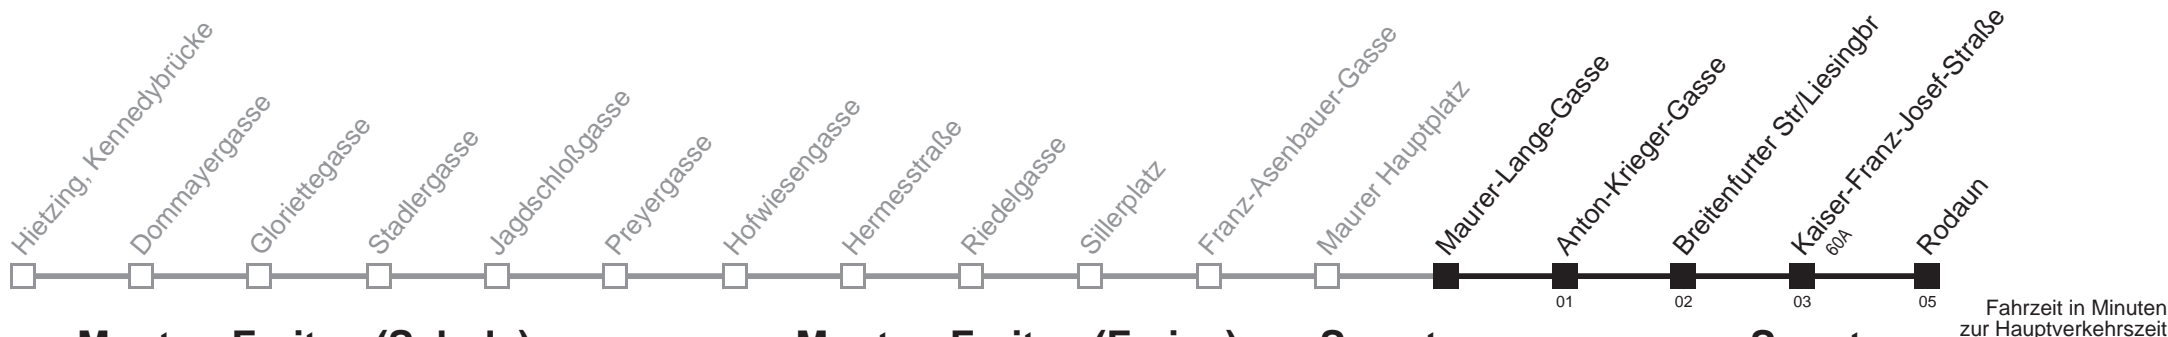 Hietzing, Kennedybrücke
Dommayergasse
Gloriettegasse
Stadlergasse
Jagdschloßgasse
Preyergasse
Hofwiesengasse
Hermesstraße
Riedelgasse
Sillerplatz
Franz-Asenbauer-Gasse
Maurer Hauptplatz
Maurer-Lange-Gasse
Anton-Krieger-Gasse
Breitenfurter Str/Liesingbr
Kaiser-Franz-Josef-Straße
60A
Rodaun
01
02
03
05
Fahrzeit in Minuten
zur Hauptverkehrszeit